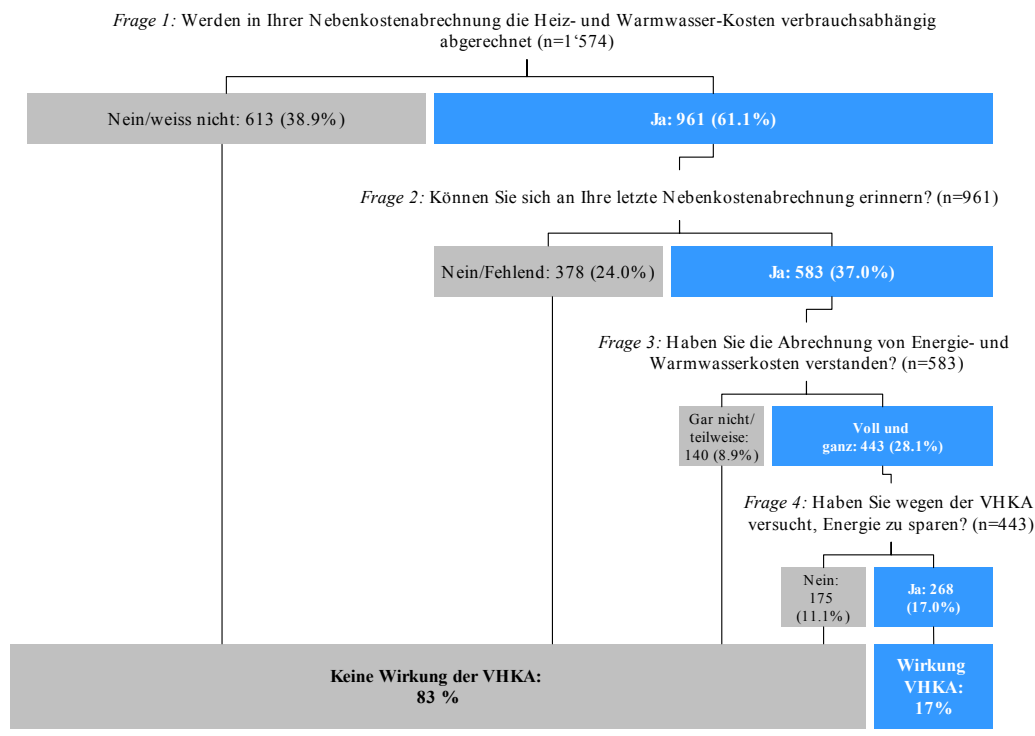 Frage 1: Werden in Ihrer Nebenkostenabrechnung die Heiz- und Warmwasser-Kosten verbrauchsabhängig
abgerechnet (n=1‘574)
Nein/weiss nicht: 613 (38.9%)
Ja: 961 (61.1%)
Frage 2: Können Sie sich an Ihre letzte Nebenkostenabrechnung erinnern? (n=961)
Nein/Fehlend: 378 (24.0%)
Ja: 583 (37.0%)
Frage 3: Haben Sie die Abrechnung von Energie- und
Warmwasserkosten verstanden? (n=583)
Gar nicht/
teilweise:
140 (8.9%)
Voll und
ganz: 443 (28.1%)
Frage 4: Haben Sie wegen der VHKA
versucht, Energie zu sparen? (n=443)
Nein:
175
(11.1%)
Ja: 268
(17.0%)
Keine Wirkung der VHKA:
83 %
Wirkung
VHKA:
17%